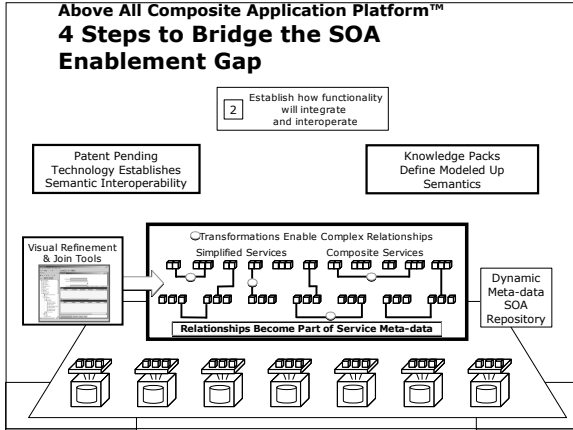 Above All Composite Application Platform™
4 Steps to Bridge the SOA
Enablement Gap
2
Establish how functionality
will integrate
and interoperate
Patent Pending
Technology Establishes
Semantic Interoperability
Knowledge Packs
Define Modeled Up
Semantics
Visual Refinement
& Join Tools
Transformations Enable Complex Relationships
Simplified Services
Composite Services
Relationships Become Part of Service Meta-data
Dynamic
Meta-data
SOA
Repository